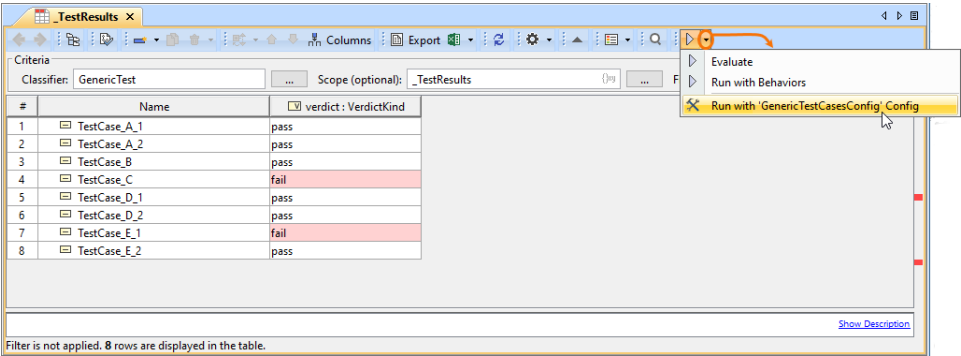 _TestResults
Columns Export
Criteria
Classifier: GenericTest ... Scope (optional): _TestResults ... F
Evaluate
Run with Behaviors
Run with 'GenericTestCasesConfig' Config
# Name verdict : VerdictKind
1 TestCase_A_1 pass
2 TestCase_A_2 pass
3 TestCase_B pass
4 TestCase_C fail
5 TestCase_D_1 pass
6 TestCase_D_2 pass
7 TestCase_E_1 fail
8 TestCase_E_2 pass
Show Description
Filter is not applied. 8 rows are displayed in the table.